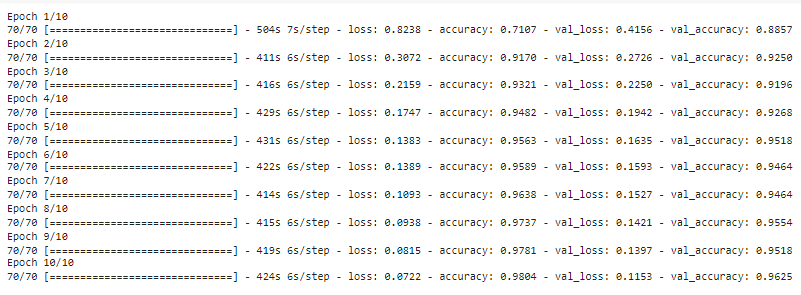 Epoch 1/10
70/70 [==============================] - 504s 7s/step - loss: 0.8238 - accuracy: 0.7107 - val_loss: 0.4156 - val_accuracy: 0.8857
Epoch 2/10
70/70 [==============================] - 411s 6s/step - loss: 0.3072 - accuracy: 0.9170 - val_loss: 0.2726 - val_accuracy: 0.9250
Epoch 3/10
70/70 [==============================] - 416s 6s/step - loss: 0.2159 - accuracy: 0.9321 - val_loss: 0.2250 - val_accuracy: 0.9196
Epoch 4/10
70/70 [==============================] - 429s 6s/step - loss: 0.1747 - accuracy: 0.9482 - val_loss: 0.1942 - val_accuracy: 0.9268
Epoch 5/10
70/70 [==============================] - 431s 6s/step - loss: 0.1383 - accuracy: 0.9563 - val_loss: 0.1635 - val_accuracy: 0.9518
Epoch 6/10
70/70 [==============================] - 422s 6s/step - loss: 0.1389 - accuracy: 0.9589 - val_loss: 0.1593 - val_accuracy: 0.9464
Epoch 7/10
70/70 [==============================] - 414s 6s/step - loss: 0.1093 - accuracy: 0.9638 - val_loss: 0.1527 - val_accuracy: 0.9464
Epoch 8/10
70/70 [==============================] - 415s 6s/step - loss: 0.0938 - accuracy: 0.9737 - val_loss: 0.1421 - val_accuracy: 0.9554
Epoch 9/10
70/70 [==============================] - 419s 6s/step - loss: 0.0815 - accuracy: 0.9781 - val_loss: 0.1397 - val_accuracy: 0.9518
Epoch 10/10
70/70 [==============================] - 424s 6s/step - loss: 0.0722 - accuracy: 0.9804 - val_loss: 0.1153 - val_accuracy: 0.9625